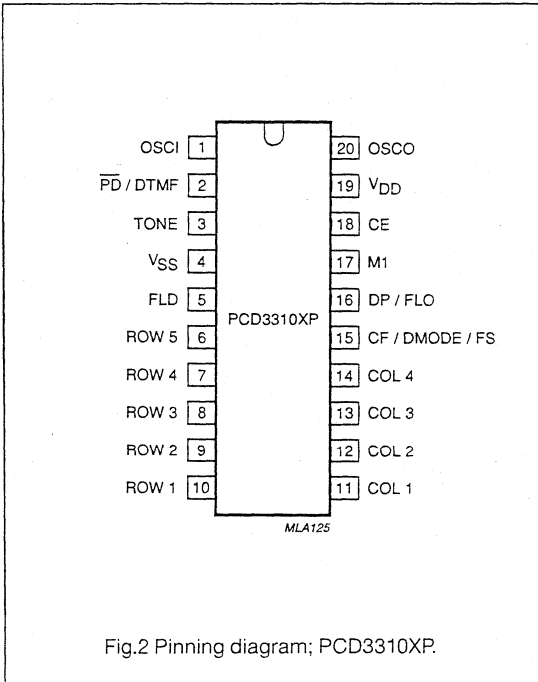 OSCI 1 20 OSCO
P̅D̅ / DTMF 2 19 VDD
TONE 3 18 CE
VSS 4 17 M1
FLD 5 16 DP / FLO
PCD3310XP
ROW 5 6 15 CF / DMODE / FS
ROW 4 7 14 COL 4
ROW 3 8 13 COL 3
ROW 2 9 12 COL 2
ROW 1 10 11 COL 1
MLA125
Fig.2 Pinning diagram; PCD3310XP.